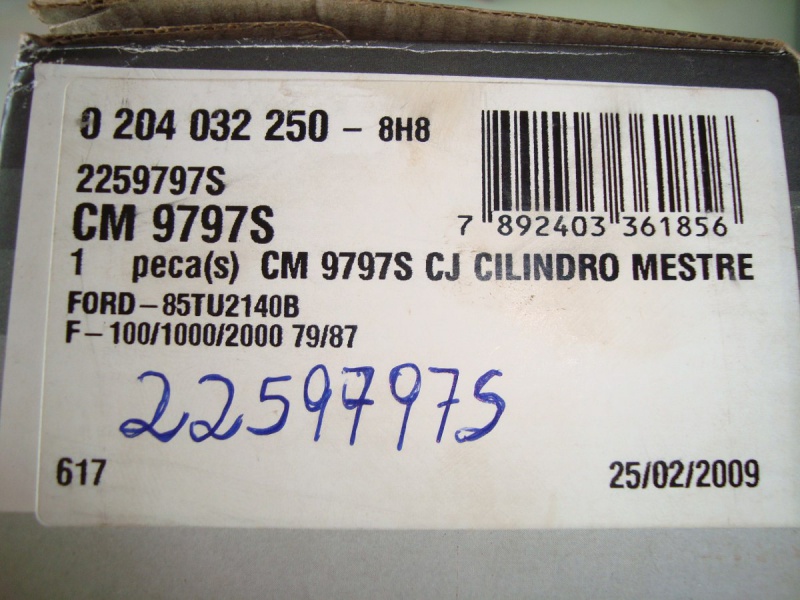 0 204 032 250 - 8H8
2259797S
7 892403 361856
CM 9797S
1 peca(s) CM 9797S CJ CILINDRO MESTRE
FORD-85TU2140B
F-100/1000/2000 79/87
2259797S
617
25/02/2009